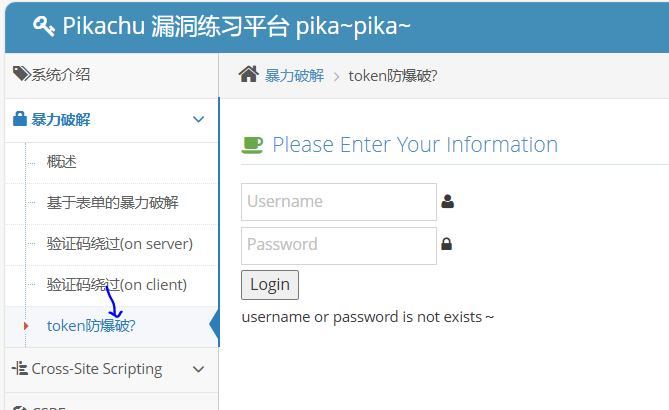 Pikachu 漏洞练习平台 pika~pika~
系统介绍
暴力破解
概述
基于表单的暴力破解
验证码绕过(on server)
验证码绕过(on client)
token防爆破?
Cross-Site Scripting
暴力破解 › token防爆破?
Please Enter Your Information
Username
Password
Login
username or password is not exists～